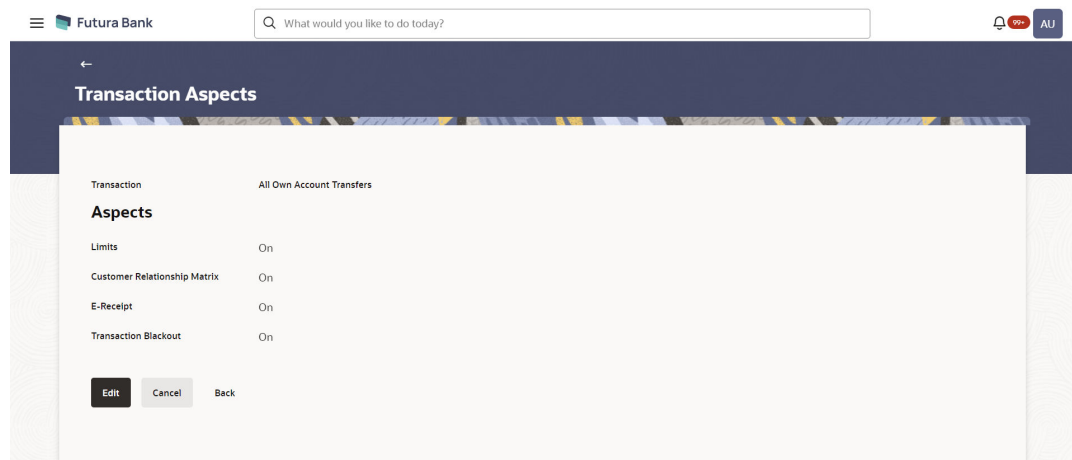 Futura Bank
What would you like to do today?
99+
AU
Transaction Aspects
Transaction All Own Account Transfers
Aspects
Limits On
Customer Relationship Matrix On
E-Receipt On
Transaction Blackout On
Edit Cancel Back